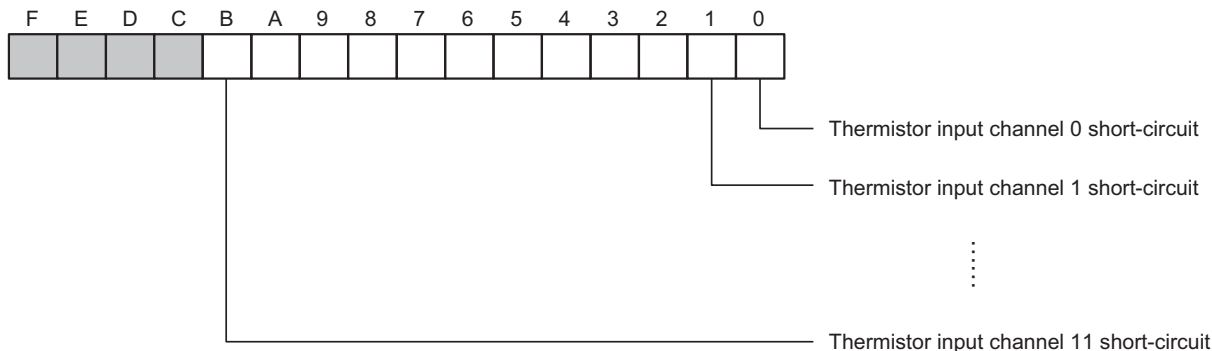 F E D C B A 9 8 7 6 5 4 3 2 1 0
Thermistor input channel 0 short-circuit
Thermistor input channel 1 short-circuit
Thermistor input channel 11 short-circuit